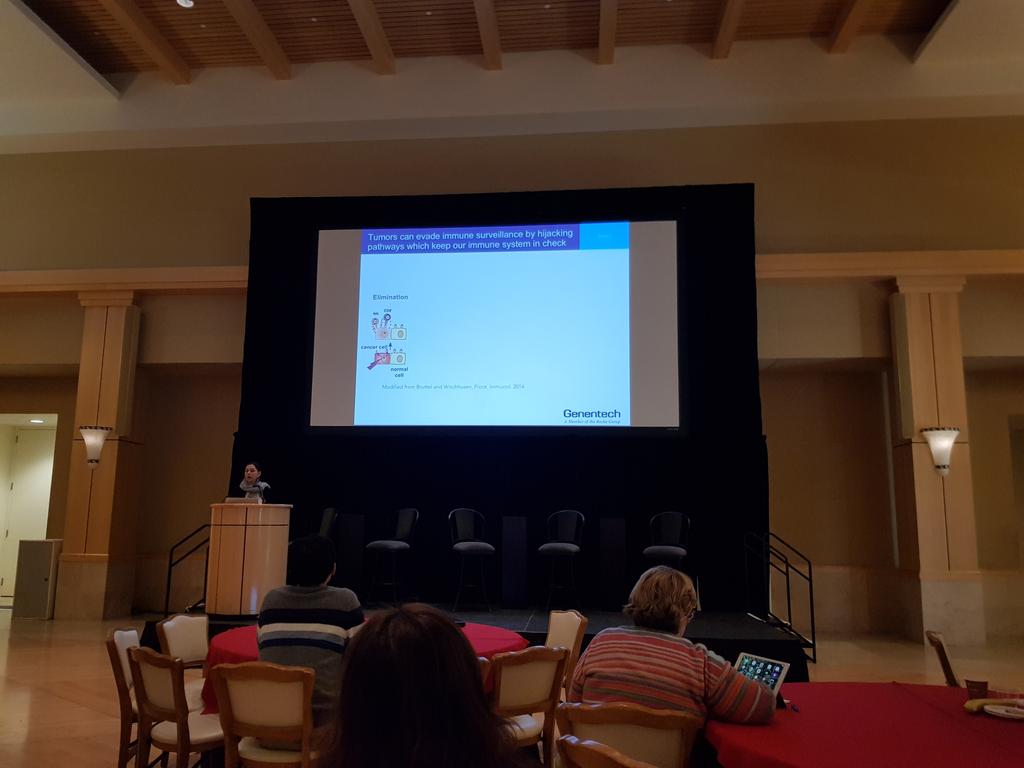 Tumors can evade immune surveillance by hijacking
pathways which keep our immune system in check
Elimination
cancer cell
normal
cell
Modified from Bruttel and Wischhusen, Front. Immunol. 2014
Genentech
A Member of the Roche Group